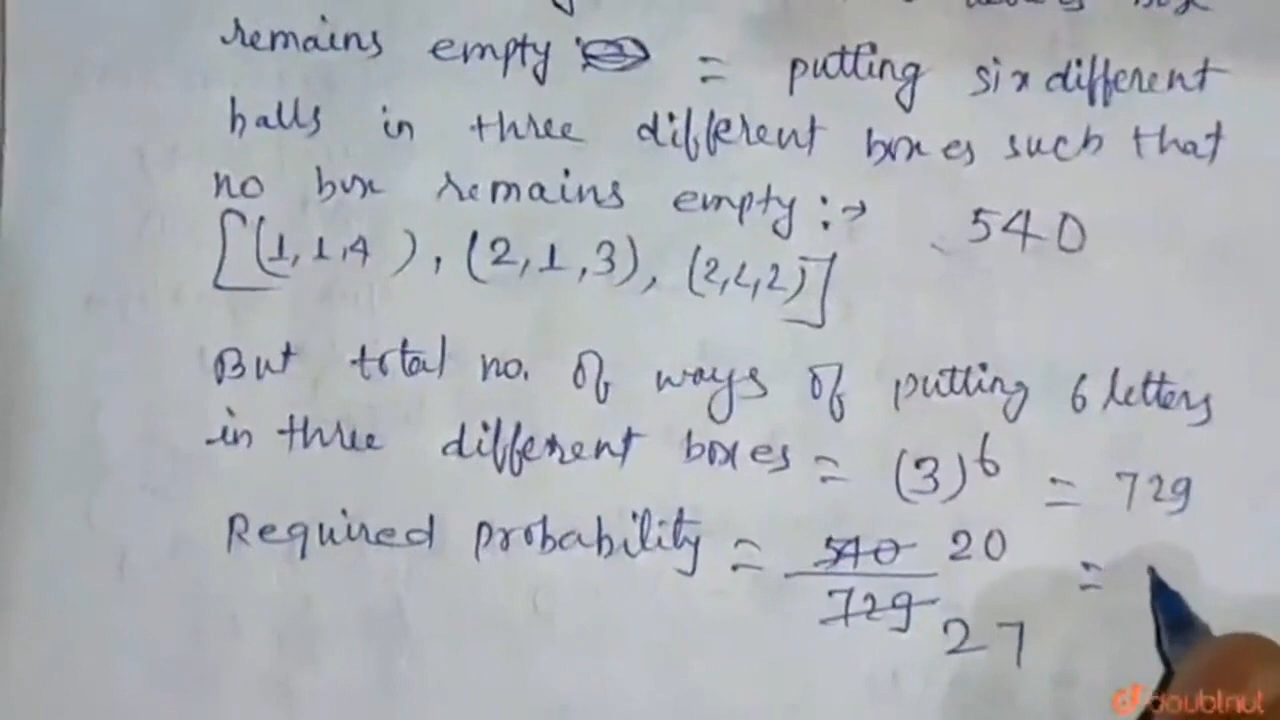 remains empty = putting six different
balls in three different boxes such that
no box remains empty :→ 540
[(1,1,4), (2,1,3), (2,2,2)]
But total no. of ways of putting 6 letters
in three different boxes = (3)^6 = 729
Required probability = 540/729 20/27 =
doubtnut